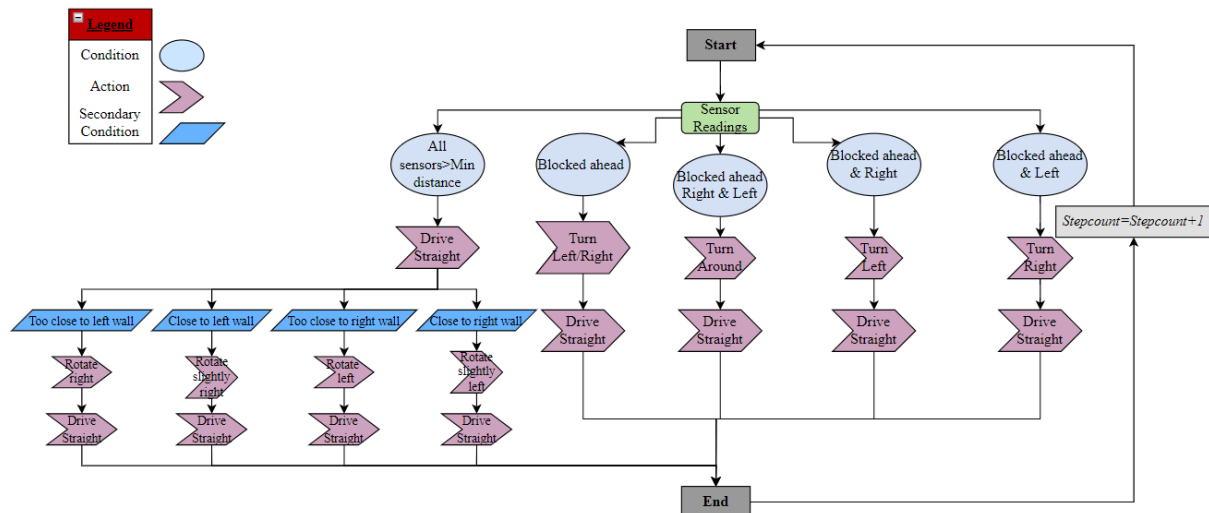 Legend
Condition
Action
Secondary
Condition
Start
Sensor
Readings
All
sensors>Min
distance
Blocked ahead
Blocked ahead
Right & Left
Blocked ahead
& Right
Blocked ahead
& Left
Stepcount=Stepcount+1
Drive
Straight
Turn
Left/Right
Turn
Around
Turn
Left
Turn
Right
Too close to left wall
Close to left wall
Too close to right wall
Close to right wall
Drive
Straight
Drive
Straight
Drive
Straight
Drive
Straight
Rotate
right
Rotate
slightly
right
Rotate
left
Rotate
slightly
left
Drive
Straight
Drive
Straight
Drive
Straight
Drive
Straight
End